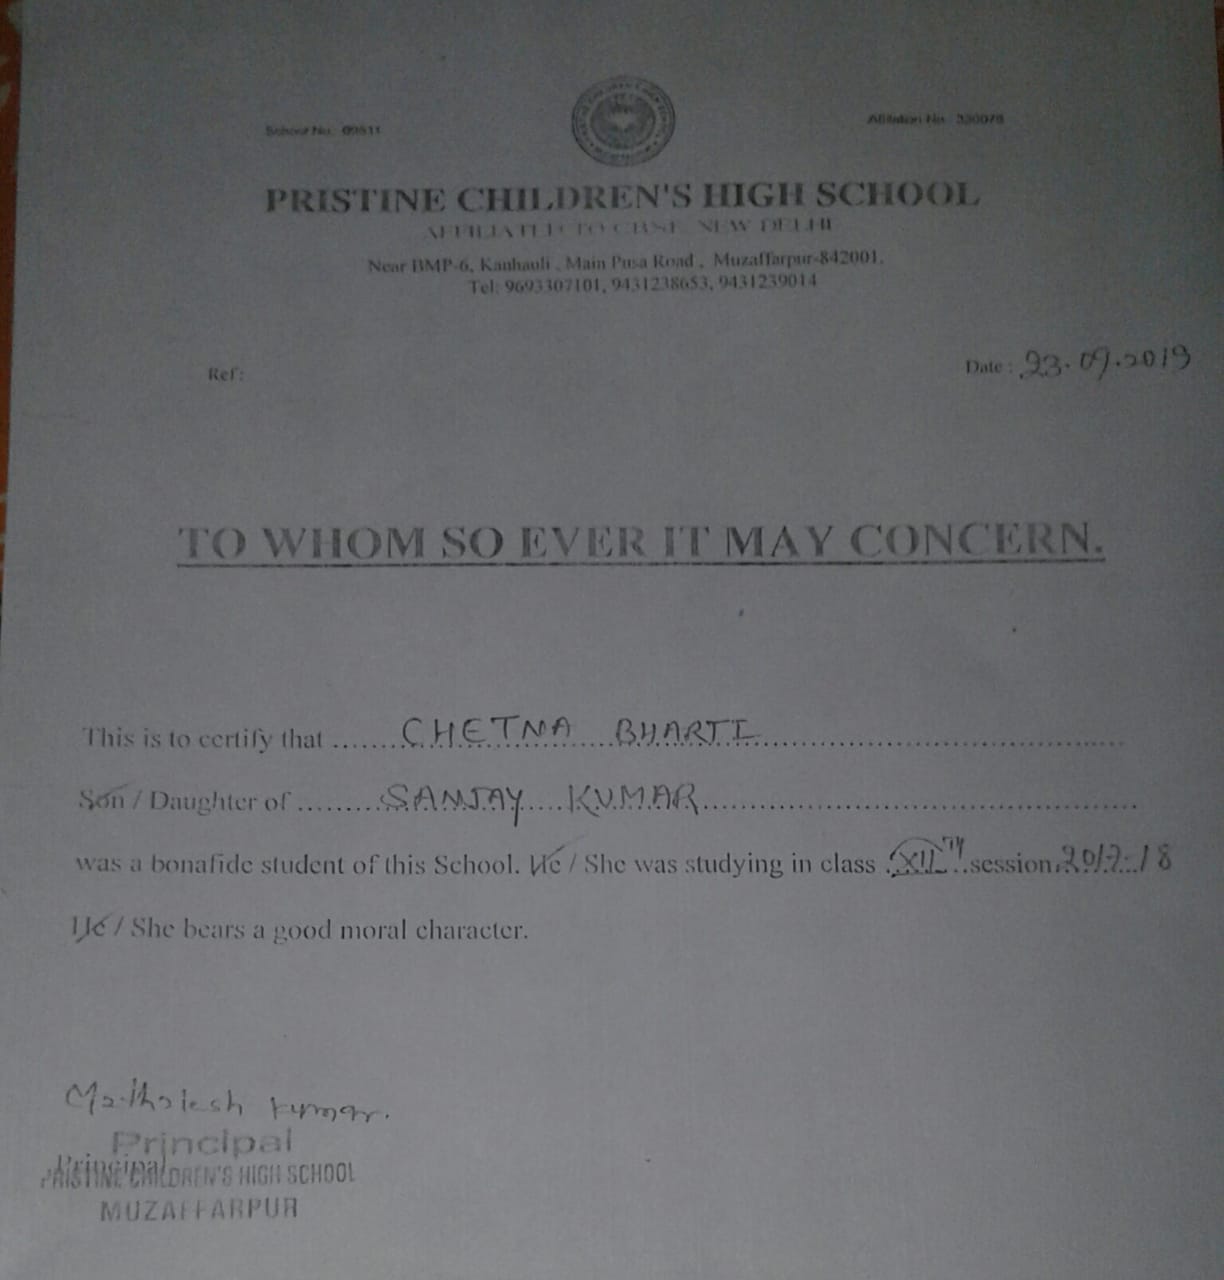 School No. 09811
Affiliation No. 330078
PRISTINE CHILDREN'S HIGH SCHOOL
AFFILIATED TO CBSE, NEW DELHI
Near BMP-6, Kanhauli , Main Pusa Road , Muzaffarpur-842001.
Tel: 9693307101, 9431238653, 9431239014
Ref:
Date : 23.09.2019
TO WHOM SO EVER IT MAY CONCERN.
This is to certify that ....... CHETNA BHARTI ..............................
Son / Daughter of ......... SANJAY KUMAR ..............................
was a bonafide student of this School. He / She was studying in class XIIth session 2017-18
He / She bears a good moral character.
Kumar.
Principal
Principal
PRISTINE CHILDREN'S HIGH SCHOOL
MUZAFFARPUR